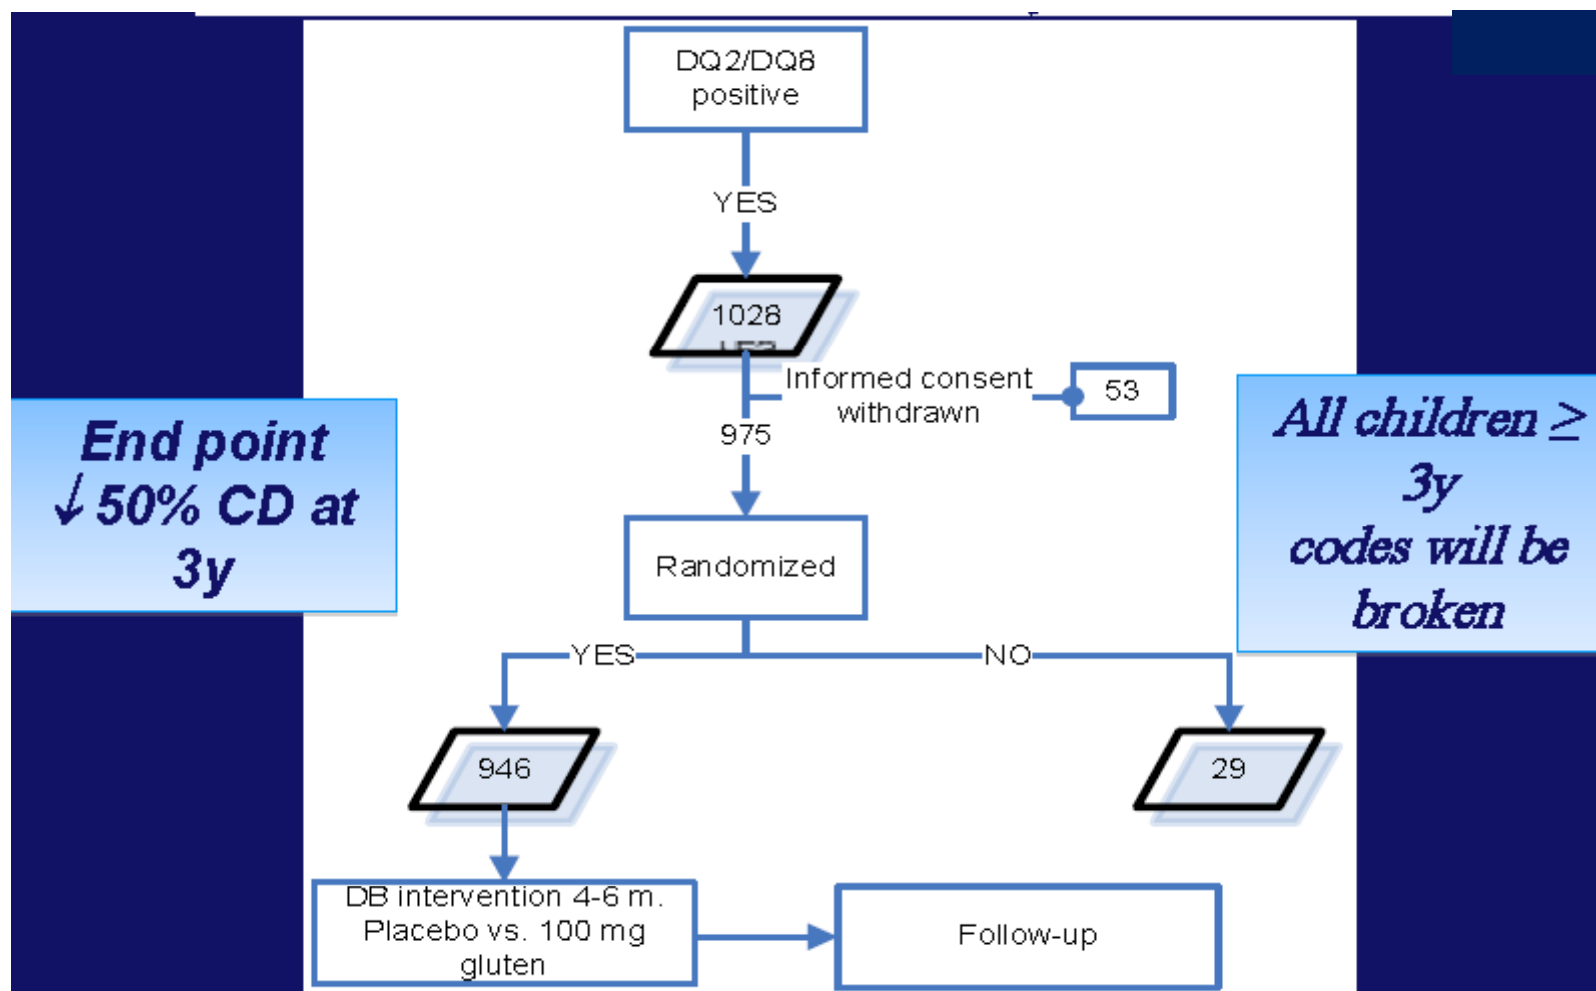 DQ2/DQ8
positive
YES
1028
Informed consent
withdrawn
53
975
End point
↓ 50% CD at
3y
All children ≥
3y
codes will be
broken
Randomized
YES
NO
946
29
DB intervention 4-6 m.
Placebo vs. 100 mg
gluten
Follow-up